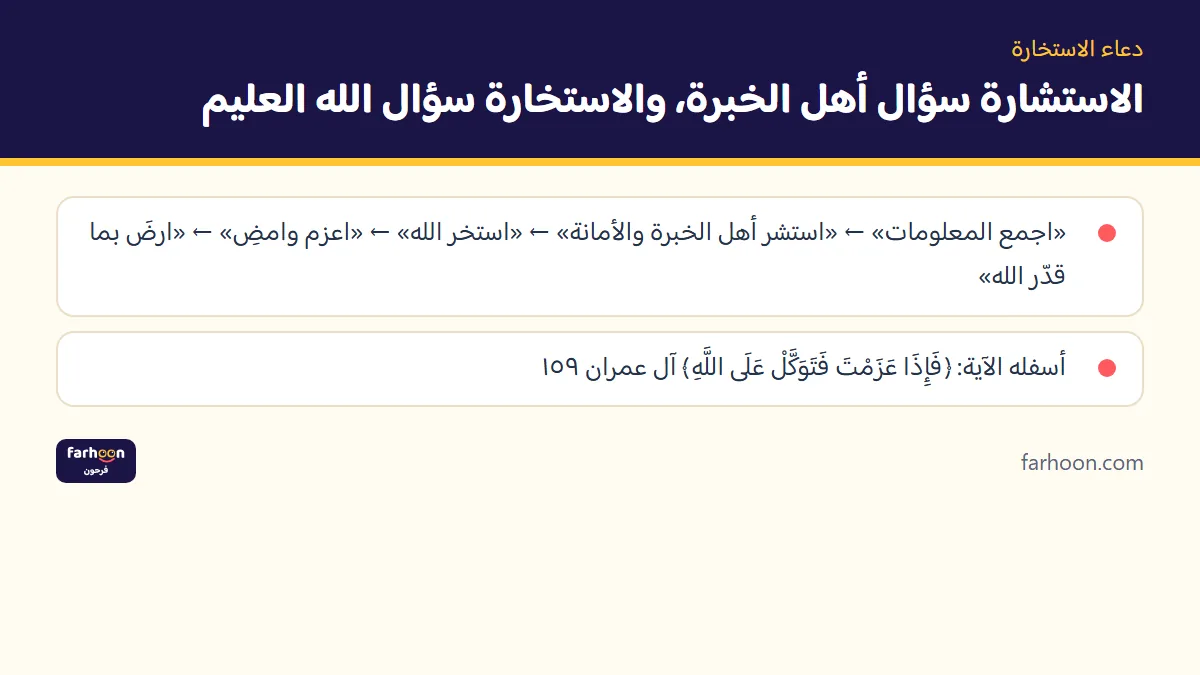 دعاء الاستخارة
الاستشارة سؤال أهل الخبرة، والاستخارة سؤال الله العليم
«اجمع المعلومات» ← «استشر أهل الخبرة والأمانة» ← «استخر الله» ← «اعزم وامضِ» ← «ارضَ بما
قدّر الله»
أسفله الآية: ﴿فَإِذَا عَزَمْتَ فَتَوَكَّلْ عَلَى اللَّهِ﴾ آل عمران ١٥٩
farhoon.com
farhoon
فرحون